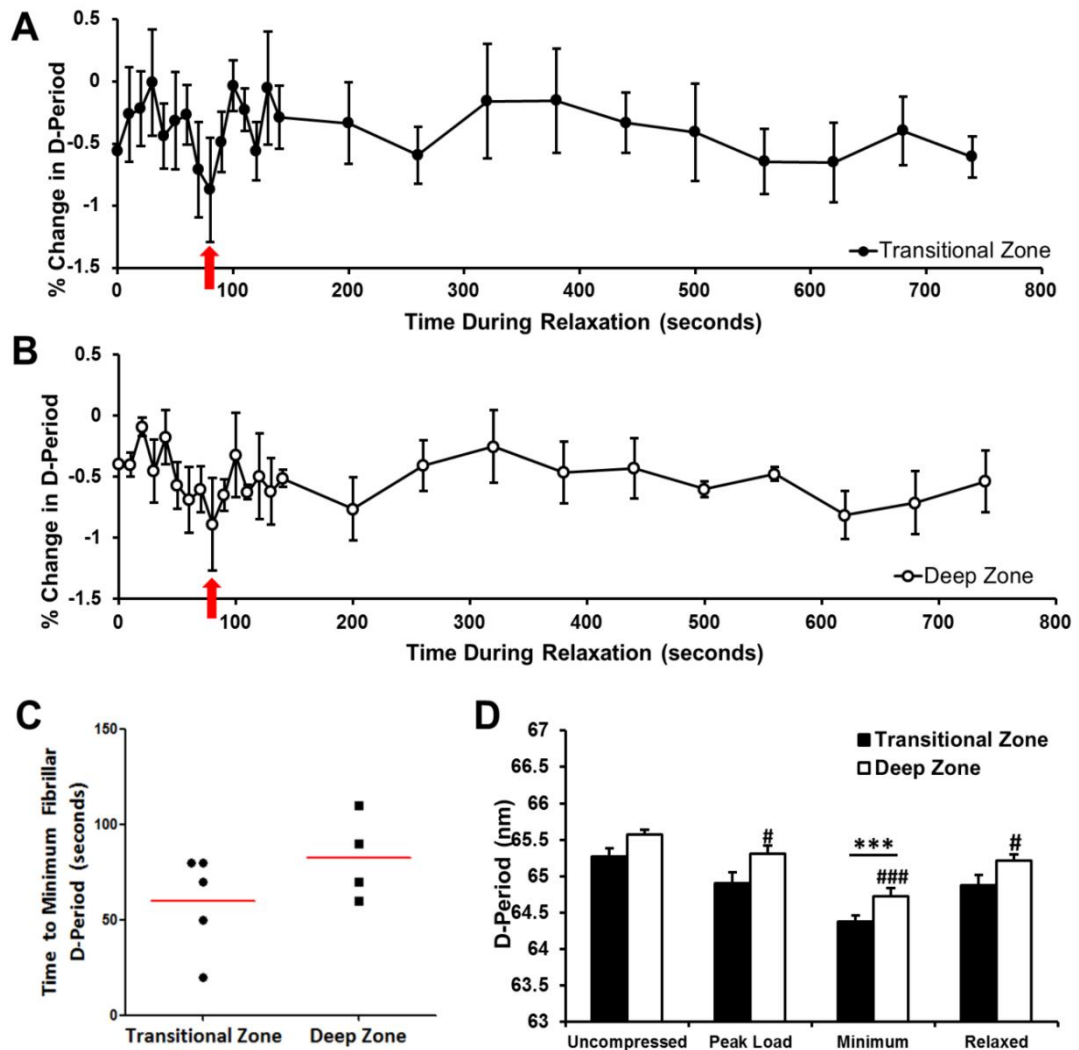 A
% Change in D-Period
0.5
0
-0.5
-1
-1.5
0 100 200 300 400 500 600 700 800
Transitional Zone
Time During Relaxation (seconds)
B
% Change in D-Period
0.5
0
-0.5
-1
-1.5
0 100 200 300 400 500 600 700 800
Deep Zone
Time During Relaxation (seconds)
C
Time to Minimum Fibrillar
D-Period (seconds)
150
100
50
0
Transitional Zone Deep Zone
D
D-Period (nm)
67
66.5
66
65.5
65
64.5
64
63.5
63
Transitional Zone
Deep Zone
#
***
###
#
Uncompressed Peak Load Minimum Relaxed